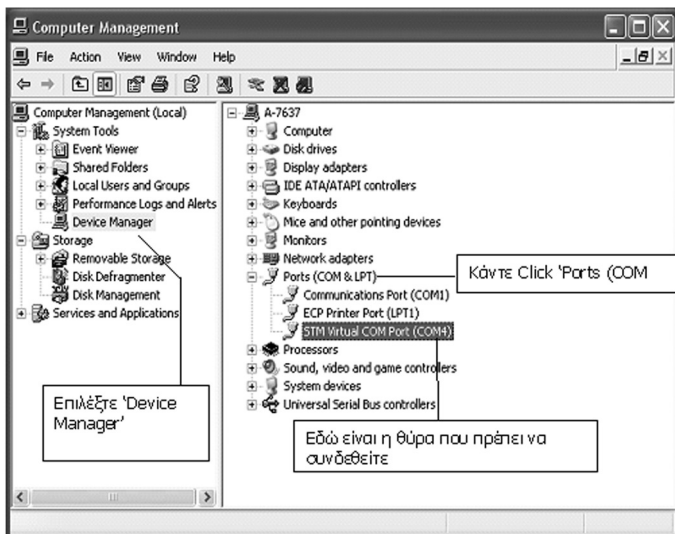 Computer Management
File Action View Window Help
Computer Management (Local)
System Tools
Event Viewer
Shared Folders
Local Users and Groups
Performance Logs and Alerts
Device Manager
Storage
Removable Storage
Disk Defragmenter
Disk Management
Services and Applications
Επιλέξτε 'Device
Manager'
A-7637
Computer
Disk drives
Display adapters
IDE ATA/ATAPI controllers
Keyboards
Mice and other pointing devices
Monitors
Network adapters
Ports (COM & LPT)
Κάντε Click 'Ports (COM
Communications Port (COM1)
ECP Printer Port (LPT1)
STM Virtual COM Port (COM4)
Processors
Sound, video and game controllers
System devices
Universal Serial Bus controllers
Εδώ είναι η θύρα που πρέπει να
συνδεθείτε